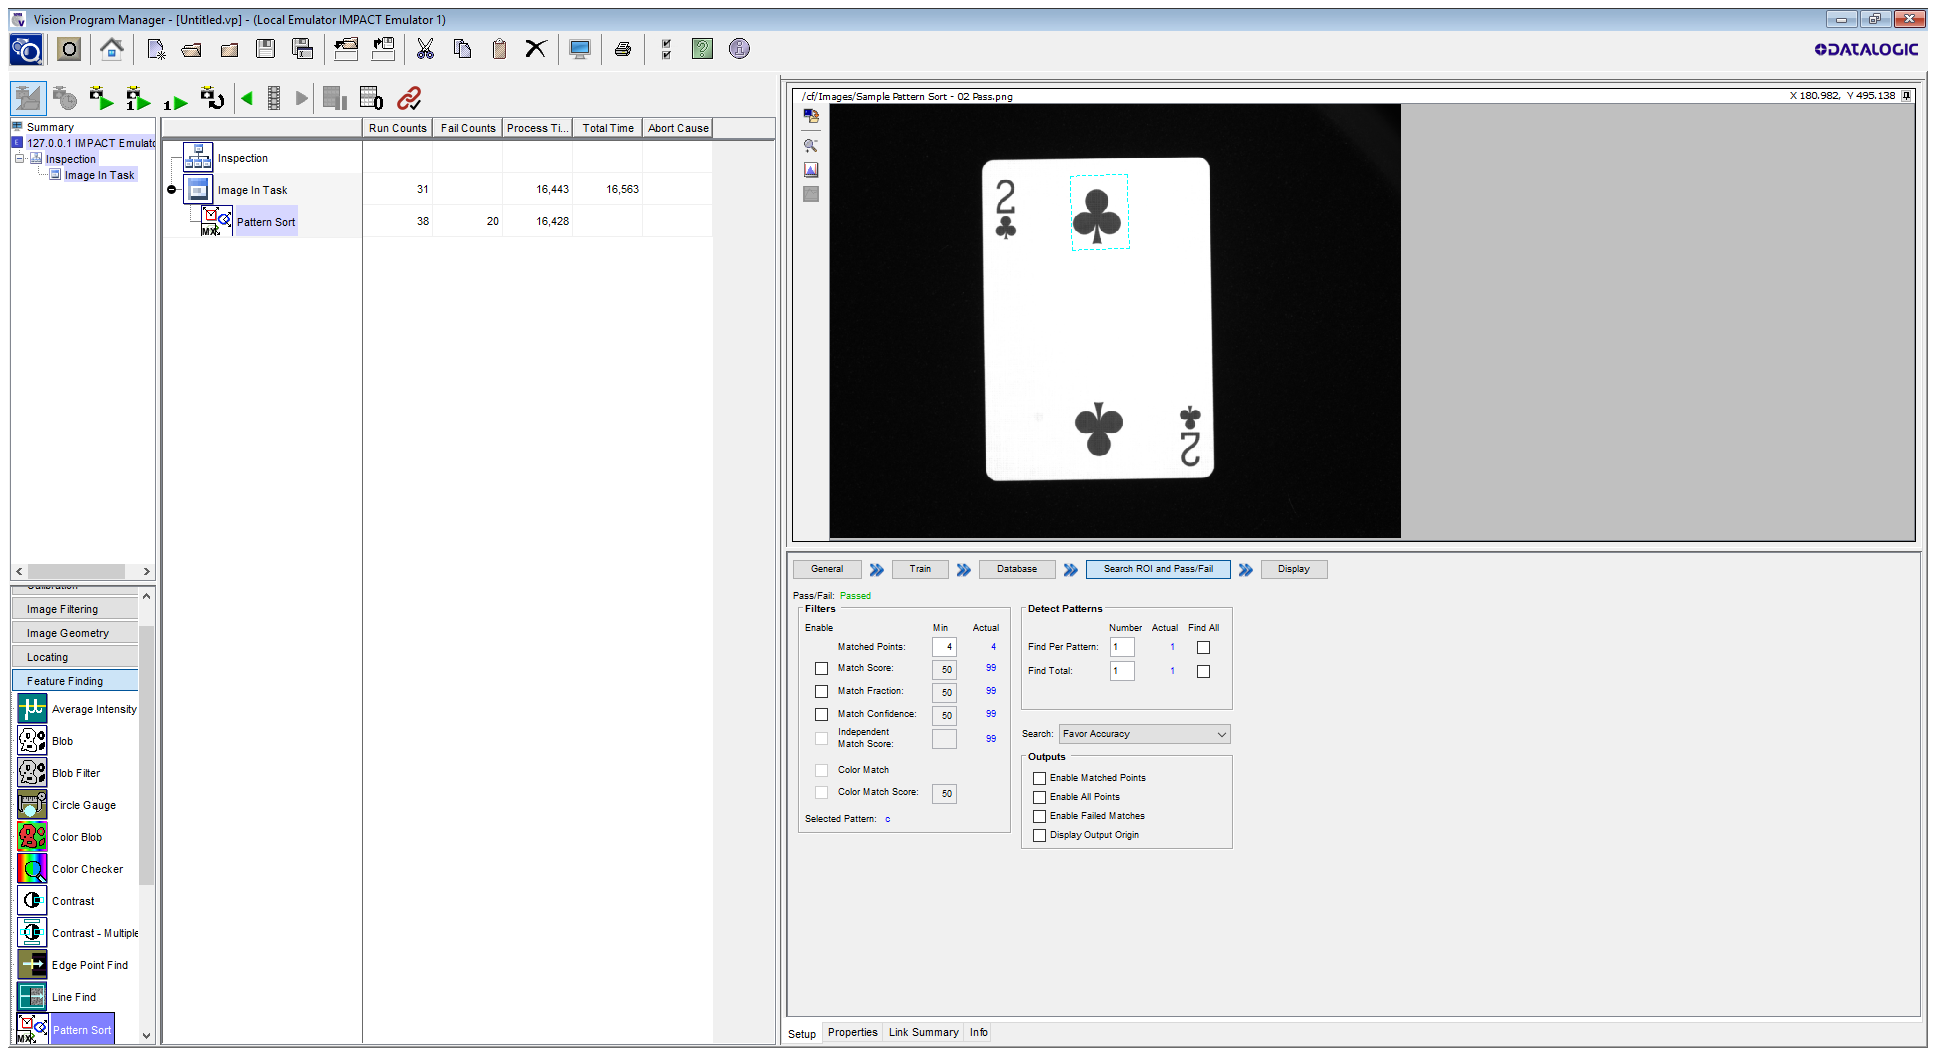 Vision Program Manager - [Untitled.vp] - (Local Emulator IMPACT Emulator 1)
O
DATALOGIC
1
1
0
Summary
127.0.0.1 IMPACT Emulato
Inspection
Image In Task
Run Counts Fail Counts Process Ti... Total Time Abort Cause
Inspection
Image In Task 31 16,443 16,563
Pattern Sort 38 20 16,428
/cf/Images/Sample Pattern Sort - 02 Pass.png
X 180.982, Y 495.138
2
2
Calibration
Image Filtering
Image Geometry
Locating
Feature Finding
Average Intensity
Blob
Blob Filter
Circle Gauge
Color Blob
Color Checker
Contrast
Contrast - Multiple
Edge Point Find
Line Find
Pattern Sort
General Train Database Search ROI and Pass/Fail Display
Pass/Fail: Passed
Filters
Enable Min Actual
Matched Points: 4 4
Match Score: 50 99
Match Fraction: 50 99
Match Confidence: 50 99
Independent
Match Score: 99
Color Match
Color Match Score: 50
Selected Pattern: c
Detect Patterns
Number Actual Find All
Find Per Pattern: 1 1
Find Total: 1 1
Search: Favor Accuracy
Outputs
Enable Matched Points
Enable All Points
Enable Failed Matches
Display Output Origin
Setup Properties Link Summary Info